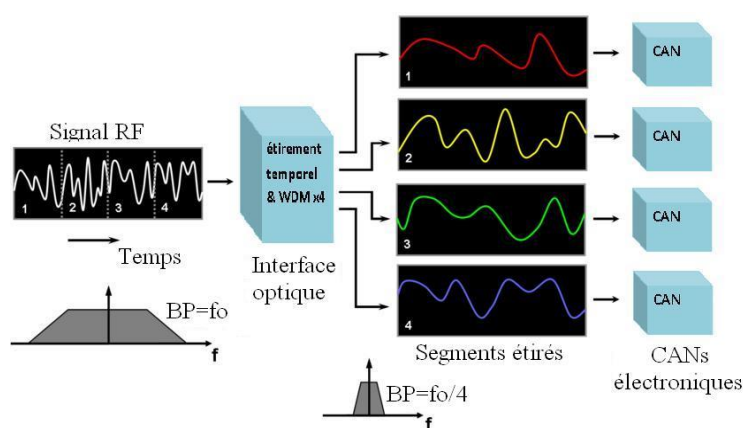 Signal RF
1 2 3 4
Temps
BP=fo
f
étirement
temporel
& WDM x4
Interface
optique
1
2
3
4
Segments étirés
BP=fo/4
f
CAN
CAN
CAN
CAN
CANs
électroniques